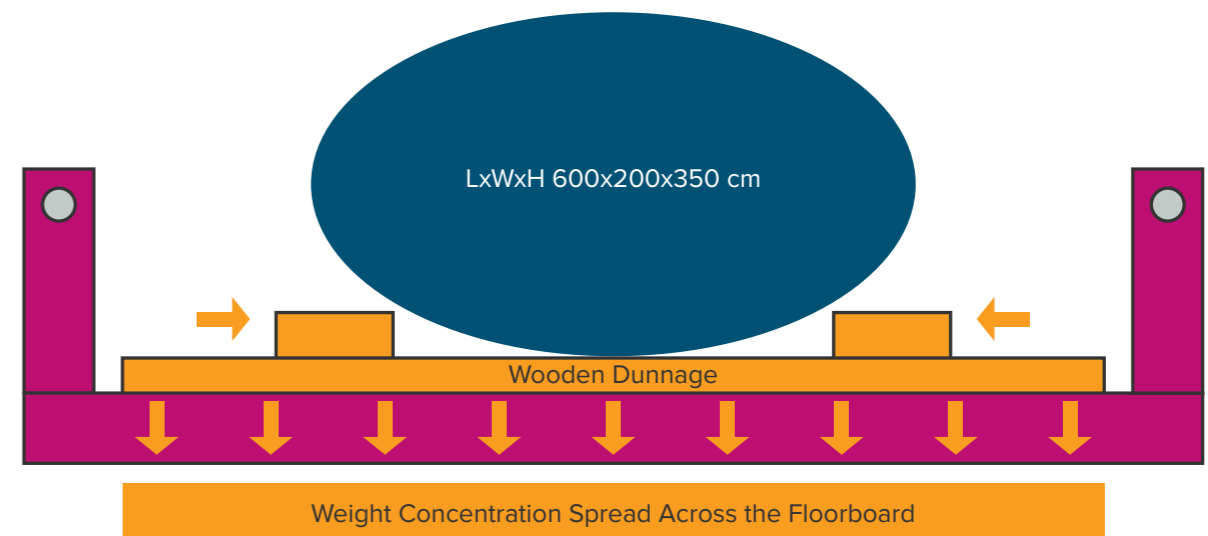 LxWxH 600x200x350 cm
Wooden Dunnage
Weight Concentration Spread Across the Floorboard